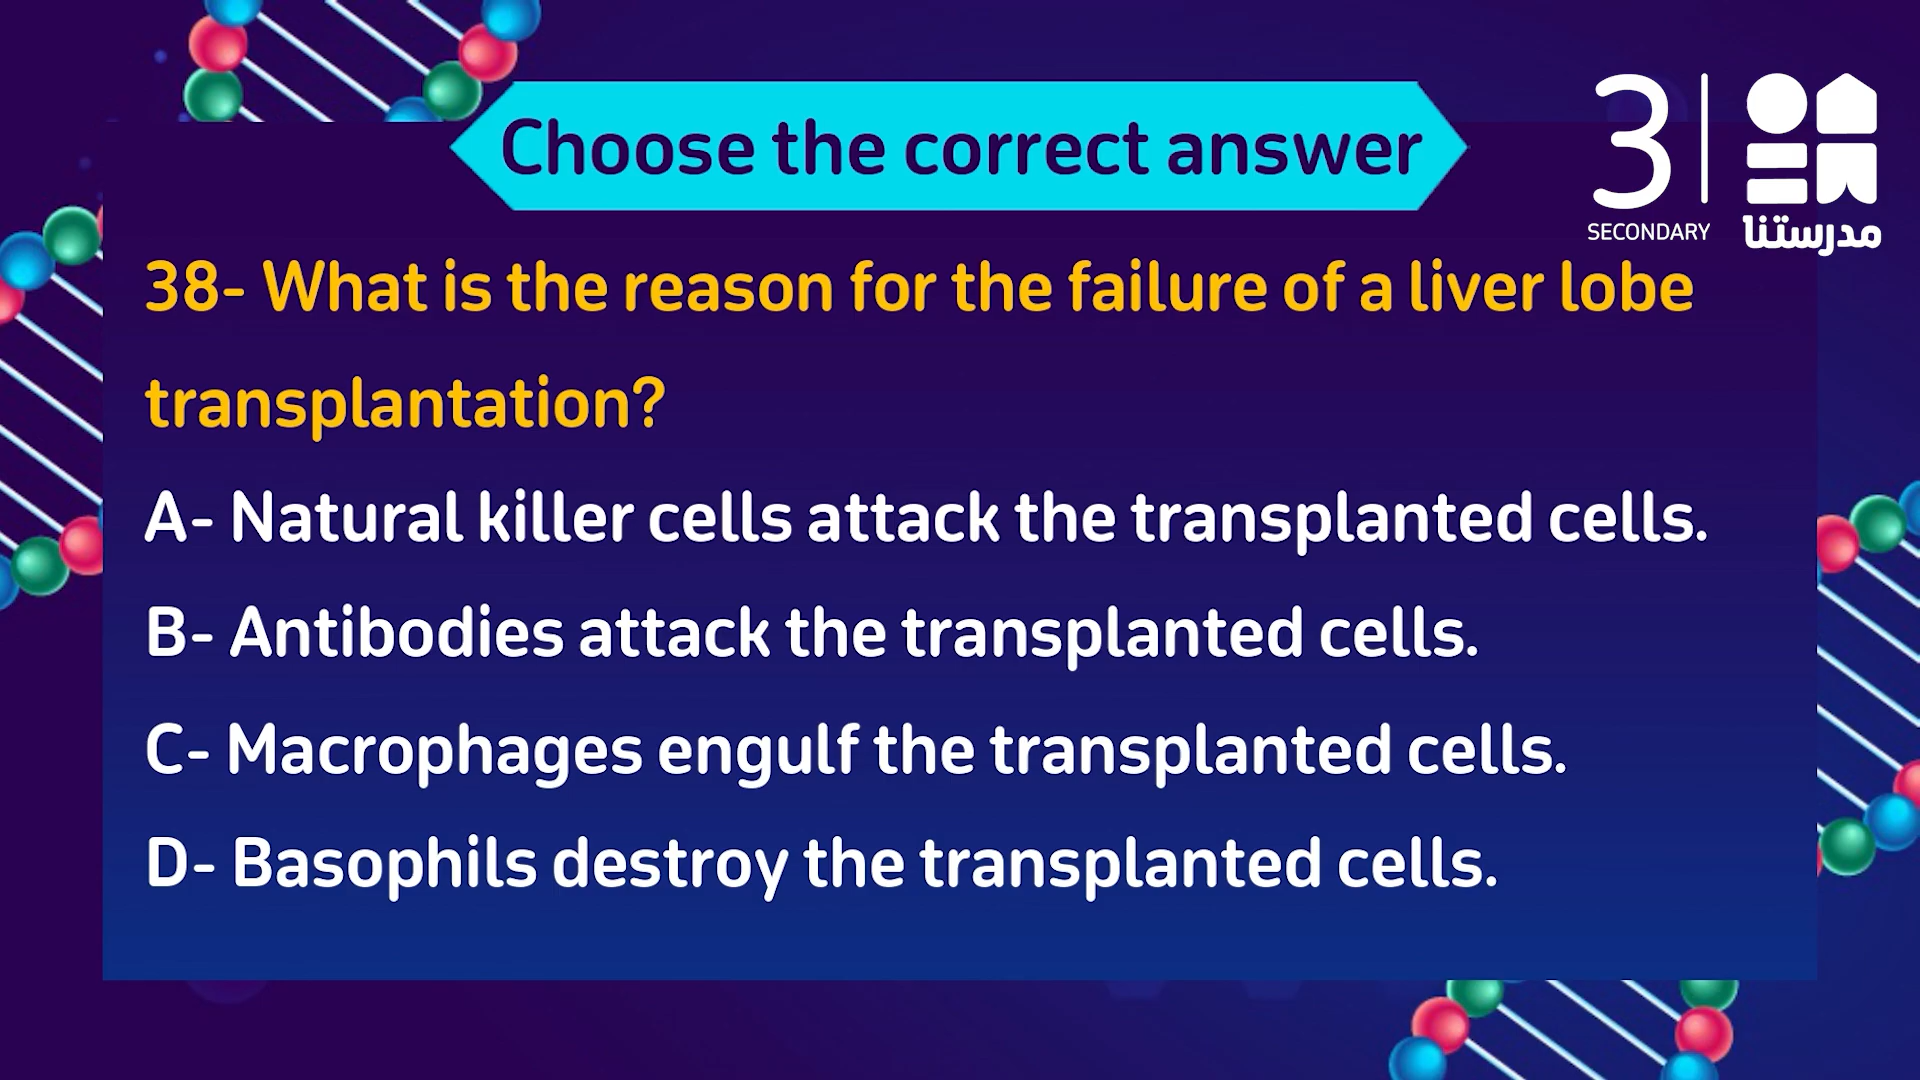 Choose the correct answer
3
SECONDARY
مدرستنا
38- What is the reason for the failure of a liver lobe
transplantation?
A- Natural killer cells attack the transplanted cells.
B- Antibodies attack the transplanted cells.
C- Macrophages engulf the transplanted cells.
D- Basophils destroy the transplanted cells.